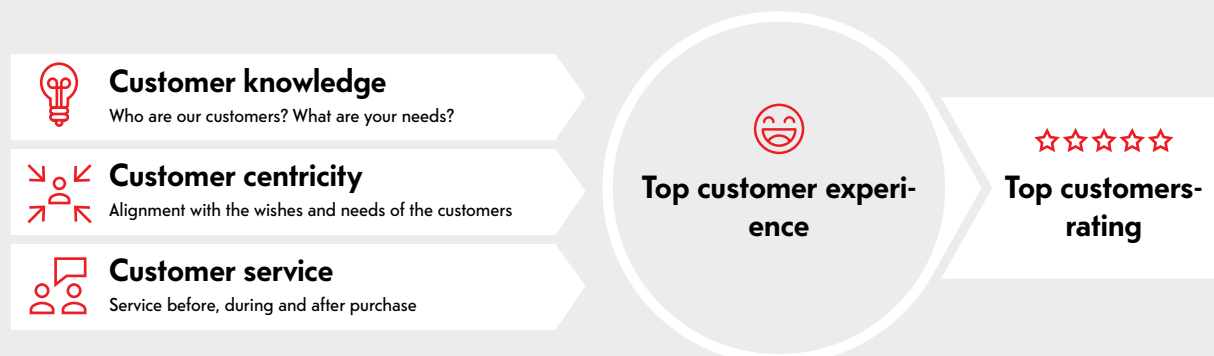 Customer knowledge
Who are our customers? What are your needs?
Customer centricity
Alignment with the wishes and needs of the customers
Customer service
Service before, during and after purchase
Top customer experi-
ence
Top customers-
rating